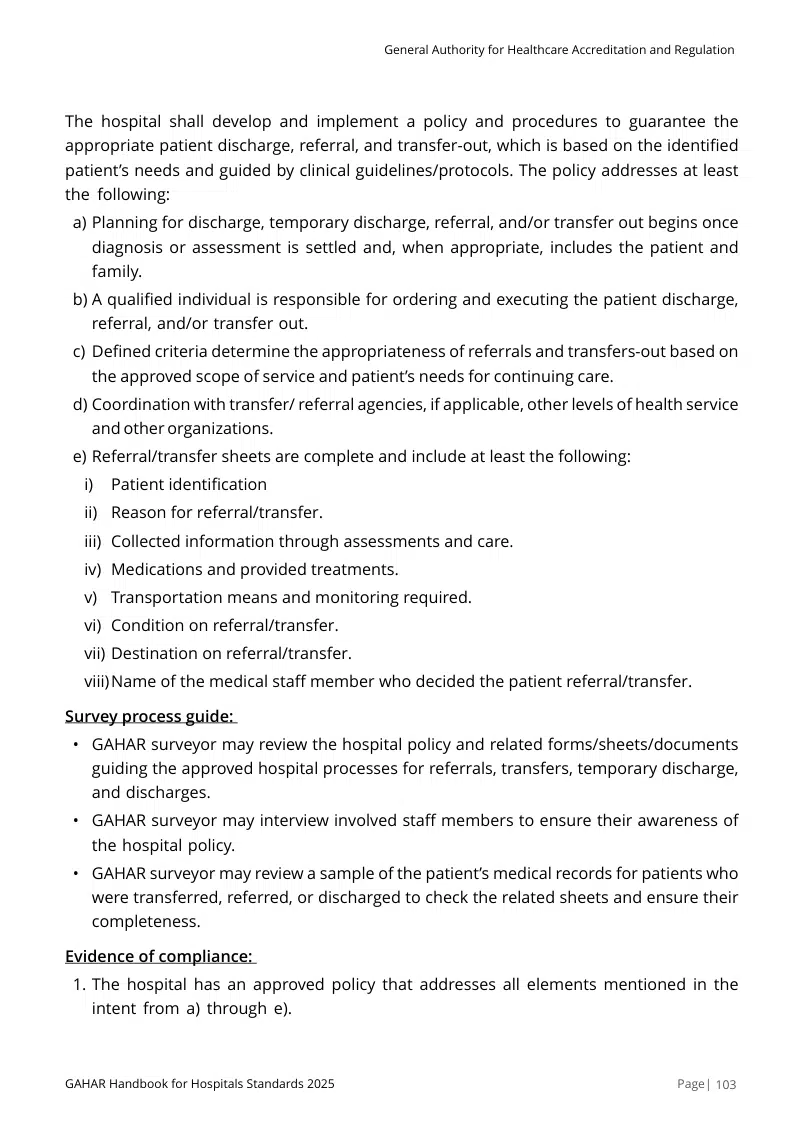 General Authority for Healthcare Accreditation and Regulation
The hospital shall develop and implement a policy and procedures to guarantee the
appropriate patient discharge, referral, and transfer-out, which is based on the identified
patient’s needs and guided by clinical guidelines/protocols. The policy addresses at least
the following:
a) Planning for discharge, temporary discharge, referral, and/or transfer out begins once
diagnosis or assessment is settled and, when appropriate, includes the patient and
family.
b) A qualified individual is responsible for ordering and executing the patient discharge,
referral, and/or transfer out.
c) Defined criteria determine the appropriateness of referrals and transfers-out based on
the approved scope of service and patient’s needs for continuing care.
d) Coordination with transfer/ referral agencies, if applicable, other levels of health service
and other organizations.
e) Referral/transfer sheets are complete and include at least the following:
i) Patient identification
ii) Reason for referral/transfer.
iii) Collected information through assessments and care.
iv) Medications and provided treatments.
v) Transportation means and monitoring required.
vi) Condition on referral/transfer.
vii) Destination on referral/transfer.
viii) Name of the medical staff member who decided the patient referral/transfer.
Survey process guide:
• GAHAR surveyor may review the hospital policy and related forms/sheets/documents
guiding the approved hospital processes for referrals, transfers, temporary discharge,
and discharges.
• GAHAR surveyor may interview involved staff members to ensure their awareness of
the hospital policy.
• GAHAR surveyor may review a sample of the patient’s medical records for patients who
were transferred, referred, or discharged to check the related sheets and ensure their
completeness.
Evidence of compliance:
1. The hospital has an approved policy that addresses all elements mentioned in the
intent from a) through e).
GAHAR Handbook for Hospitals Standards 2025 Page| 103